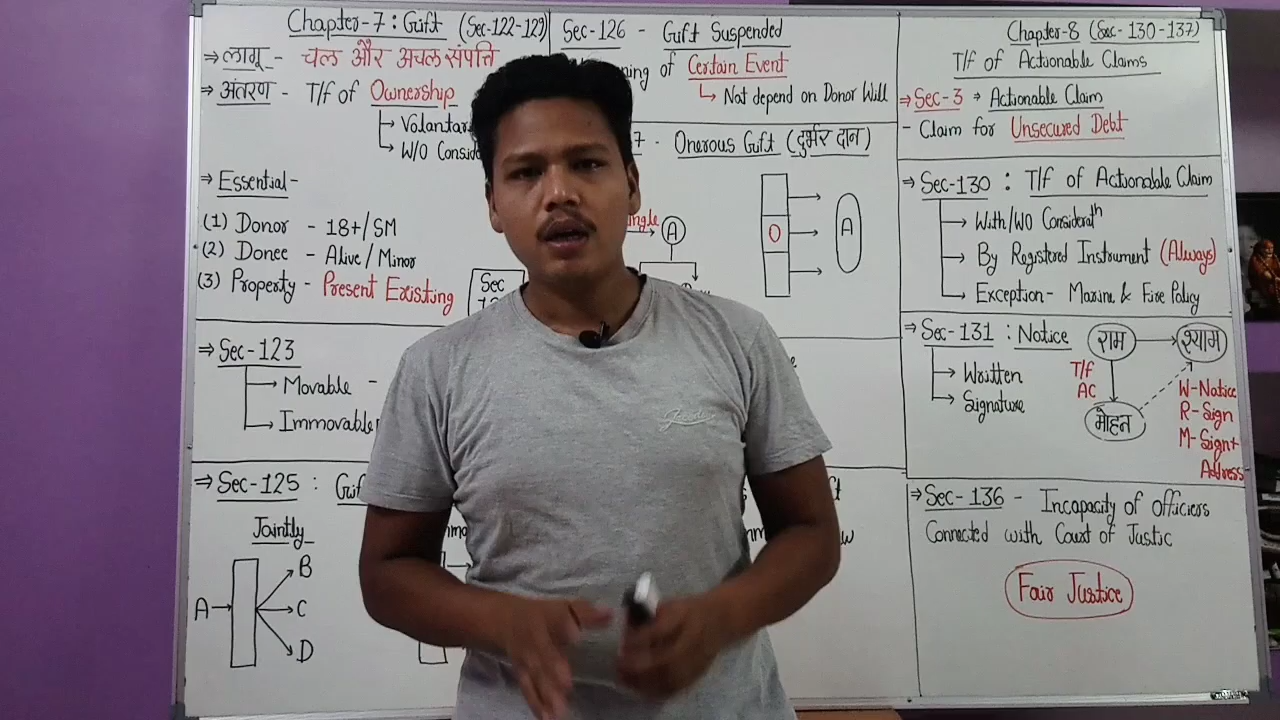 Chapter-7 : Gift (Sec-122-129)
⇒ लागू - चल और अचल संपत्ति
⇒ अंतरण - T/f of Ownership
W/O
⇒ Essential-
(1) Donor - 18+/SM
(2) Donee - Alive/Minor
(3) Property - Present Existing
Sec
⇒ Sec-123
Movable -
Immovable
⇒ Sec-125 :
Jointly
A
B
C
D
Sec-126 - Gift Suspended
of Certain Event
Not depend on Donor Will
7 - Onerous Gift (दुर्भर दान)
A
O
A
Chapter-8 (Sec-130-137)
T/f of Actionable Claims
⇒ Sec-3 ⇒ Actionable Claim
- Claim for Unsecured Debt
⇒ Sec-130 : T/f of Actionable Claim
With/WO Considerath
By Registered Instrument (Always)
Exception- Marine & Fire Policy
⇒ Sec-131 : Notice
Written
Signature
राम
श्याम
T/f
AC
मोहन
W-Notice
R-Sign
M-Sign+
Address
⇒ Sec-136 - Incapacity of officiers
Connected with Court of Justic
Fair Justice